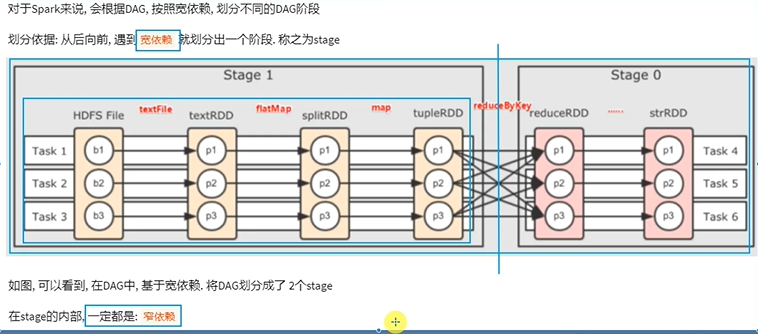 对于Spark来说, 会根据DAG, 按照宽依赖, 划分不同的DAG阶段
划分依据: 从后向前, 遇到 宽依赖 就划分出一个阶段. 称之为stage
Stage 1
Stage 0
HDFS File textFile textRDD flatMap splitRDD map tupleRDD reduceByKey reduceRDD ...... strRDD
Task 1 b1 p1 p1 p1 p1 p1 Task 4
Task 2 b2 p2 p2 p2 p2 p2 Task 5
Task 3 b3 p3 p3 p3 p3 p3 Task 6
如图, 可以看到, 在DAG中, 基于宽依赖. 将DAG划分成了 2个stage
在stage的内部, 一定都是: 窄依赖